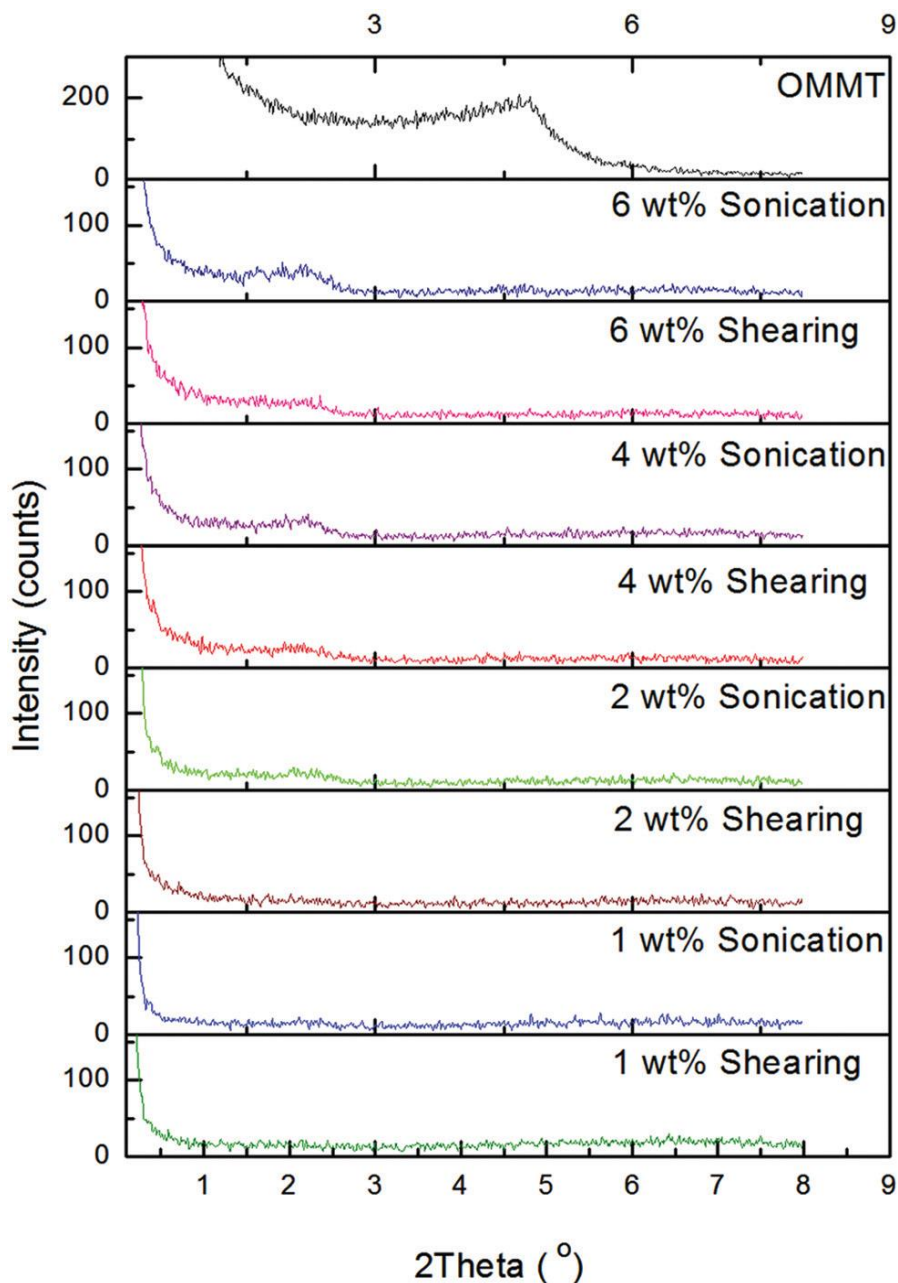 3 6 9
OMMT
200
0
6 wt% Sonication
100
0
6 wt% Shearing
100
0
4 wt% Sonication
100
0
4 wt% Shearing
100
0
2 wt% Sonication
100
0
2 wt% Shearing
100
0
1 wt% Sonication
100
0
1 wt% Shearing
100
0
Intensity (counts)
1 2 3 4 5 6 7 8 9
2Theta (°)